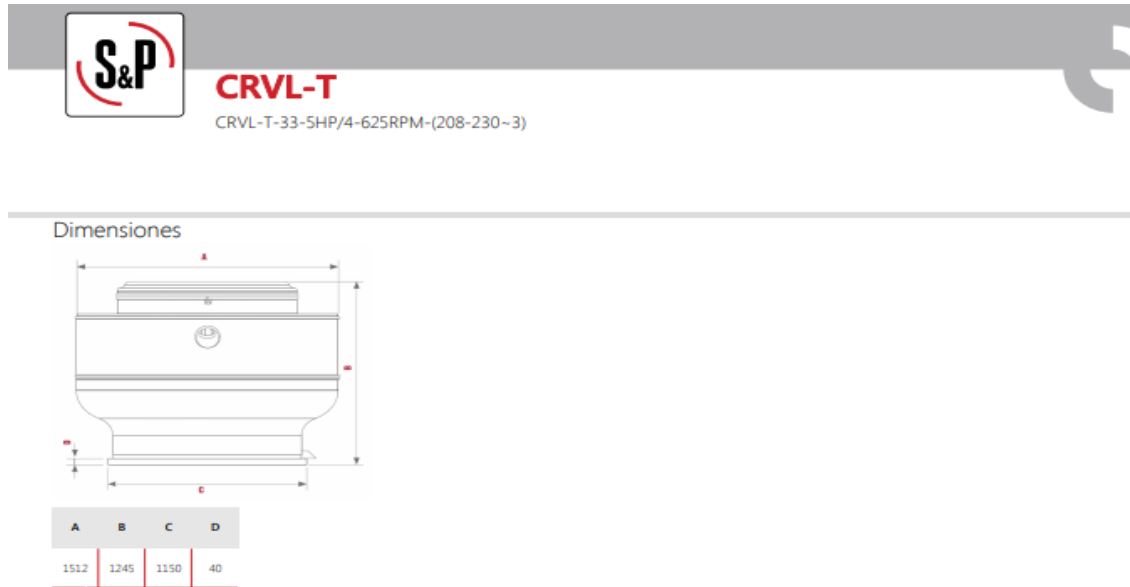 S&P
CRVL-T
CRVL-T-33-5HP/4-625RPM-(208-230~3)
Dimensiones
A
B
D
C
A B C D
1512 1245 1150 40